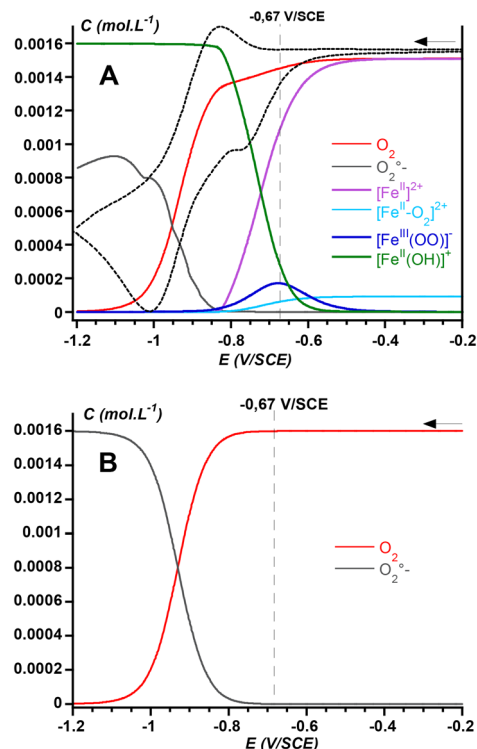 C (mol.L-1)
-0,67 V/SCE
0.0016
A
0.0014
0.0012
0.001
O2
0.0008
O2°-
[FeII]2+
0.0006
[FeII-O2]2+
0.0004
[FeIII(OO)]-
0.0002
[FeII(OH)]+
0
-1.2 -1 -0.8 -0.6 -0.4 -0.2
E (V/SCE)
C (mol.L-1)
-0,67 V/SCE
0.0016
B
0.0014
0.0012
0.001
O2
0.0008
O2°-
0.0006
0.0004
0.0002
0
-1.2 -1 -0.8 -0.6 -0.4 -0.2
E (V/SCE)